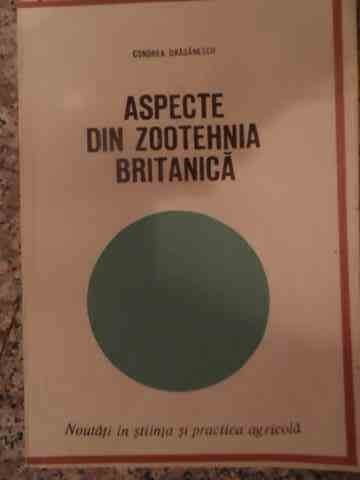 CONDREA DRĂGĂNESCU
ASPECTE
DIN ZOOTEHNIA
BRITANICĂ
Noutăți în știința și practica agricolă